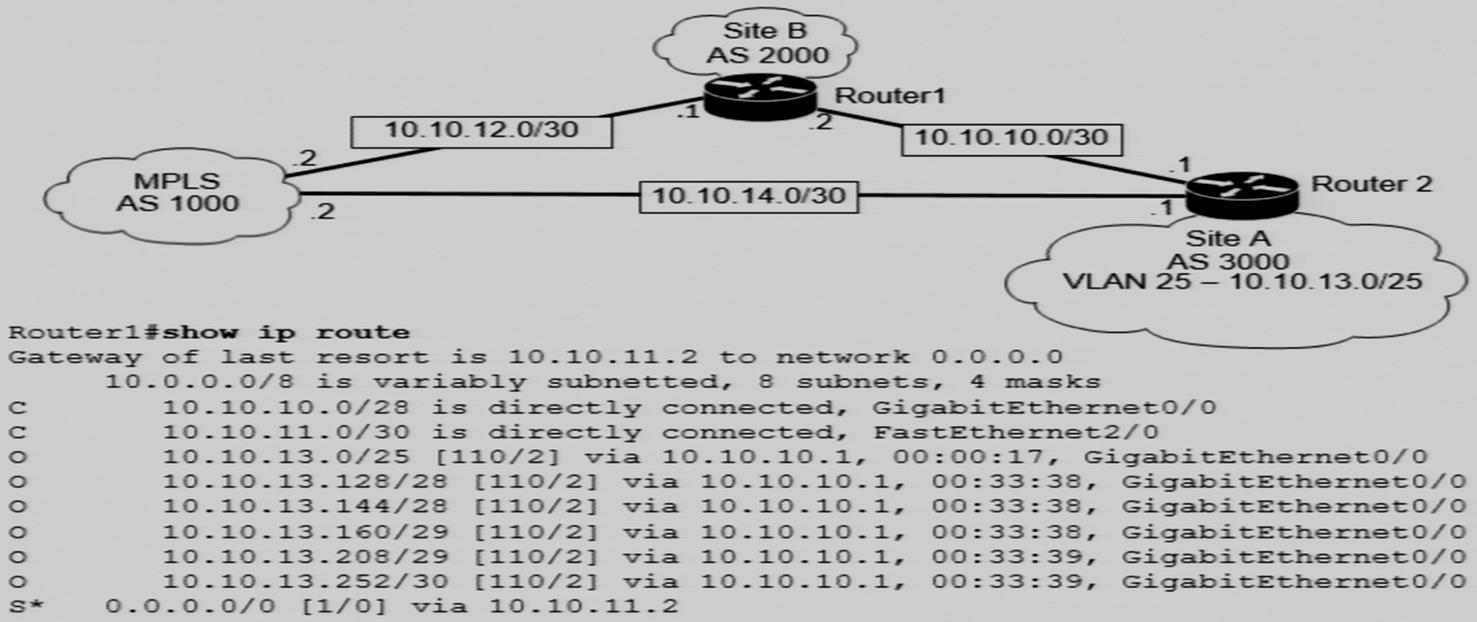 Site B
AS 2000
Router1
.1
.2
10.10.12.0/30
10.10.10.0/30
.2
.1
MPLS
AS 1000
10.10.14.0/30
Router 2
.2
.1
Site A
AS 3000
VLAN 25 – 10.10.13.0/25
Router1#show ip route
Gateway of last resort is 10.10.11.2 to network 0.0.0.0
10.0.0.0/8 is variably subnetted, 8 subnets, 4 masks
C 10.10.10.0/28 is directly connected, GigabitEthernet0/0
C 10.10.11.0/30 is directly connected, FastEthernet2/0
O 10.10.13.0/25 [110/2] via 10.10.10.1, 00:00:17, GigabitEthernet0/0
O 10.10.13.128/28 [110/2] via 10.10.10.1, 00:33:38, GigabitEthernet0/0
O 10.10.13.144/28 [110/2] via 10.10.10.1, 00:33:38, GigabitEthernet0/0
O 10.10.13.160/29 [110/2] via 10.10.10.1, 00:33:38, GigabitEthernet0/0
O 10.10.13.208/29 [110/2] via 10.10.10.1, 00:33:39, GigabitEthernet0/0
O 10.10.13.252/30 [110/2] via 10.10.10.1, 00:33:39, GigabitEthernet0/0
S* 0.0.0.0/0 [1/0] via 10.10.11.2